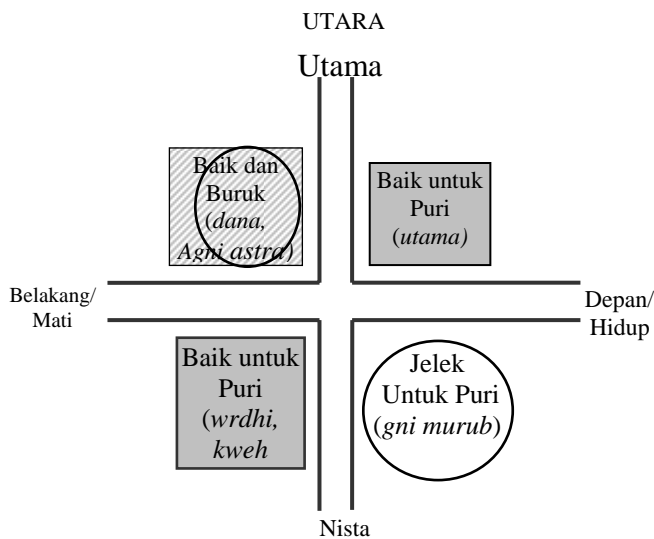 UTARA
Utama
Baik dan
Buruk
(dana,
Agni astra)
Baik untuk
Puri
(utama)
Belakang/
Mati
Depan/
Hidup
Baik untuk
Puri
(wrdhi,
kweh
Jelek
Untuk Puri
(gni murub)
Nista